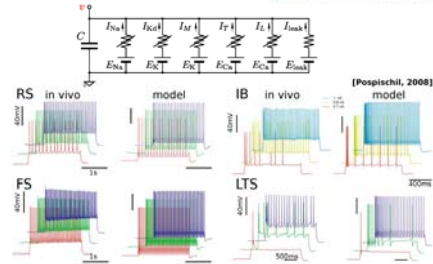 v
I_Na I_Kd I_M I_T I_L I_leak
C
E_Na E_K E_K E_Ca E_Ca E_leak
[Pospischil, 2008]
RS in vivo model IB in vivo model
40mV 40mV
1s 400ms
FS LTS
40mV 40mV
1s 500ms